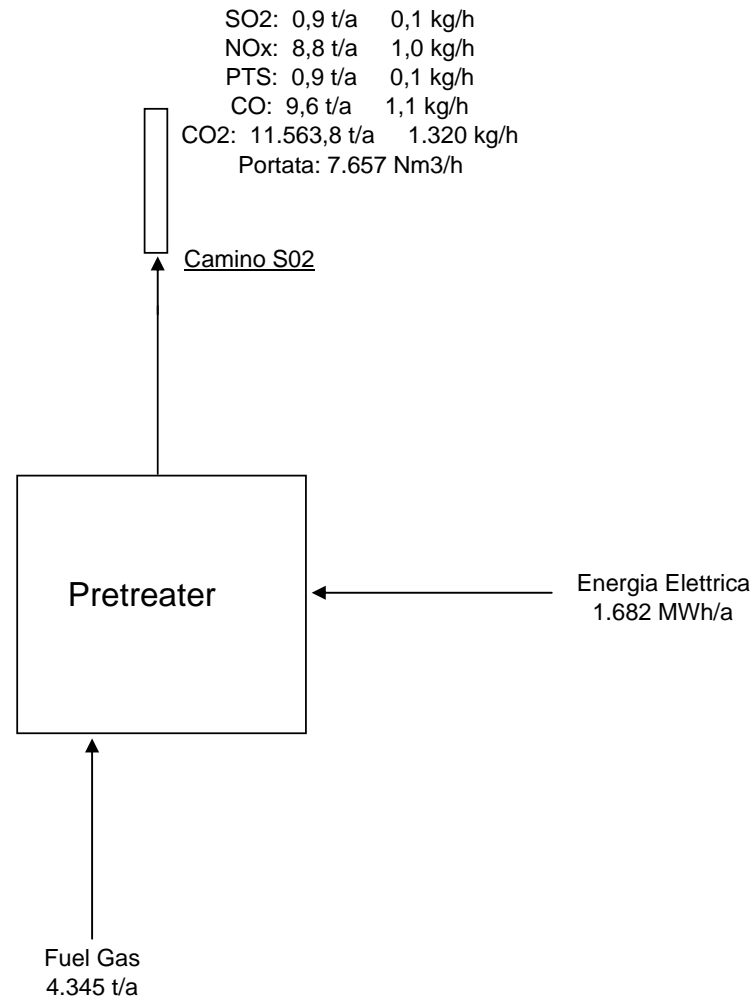 SO2: 0,9 t/a 0,1 kg/h
NOx: 8,8 t/a 1,0 kg/h
PTS: 0,9 t/a 0,1 kg/h
CO: 9,6 t/a 1,1 kg/h
CO2: 11.563,8 t/a 1.320 kg/h
Portata: 7.657 Nm3/h
Camino S02
Pretreater
Energia Elettrica
1.682 MWh/a
Fuel Gas
4.345 t/a